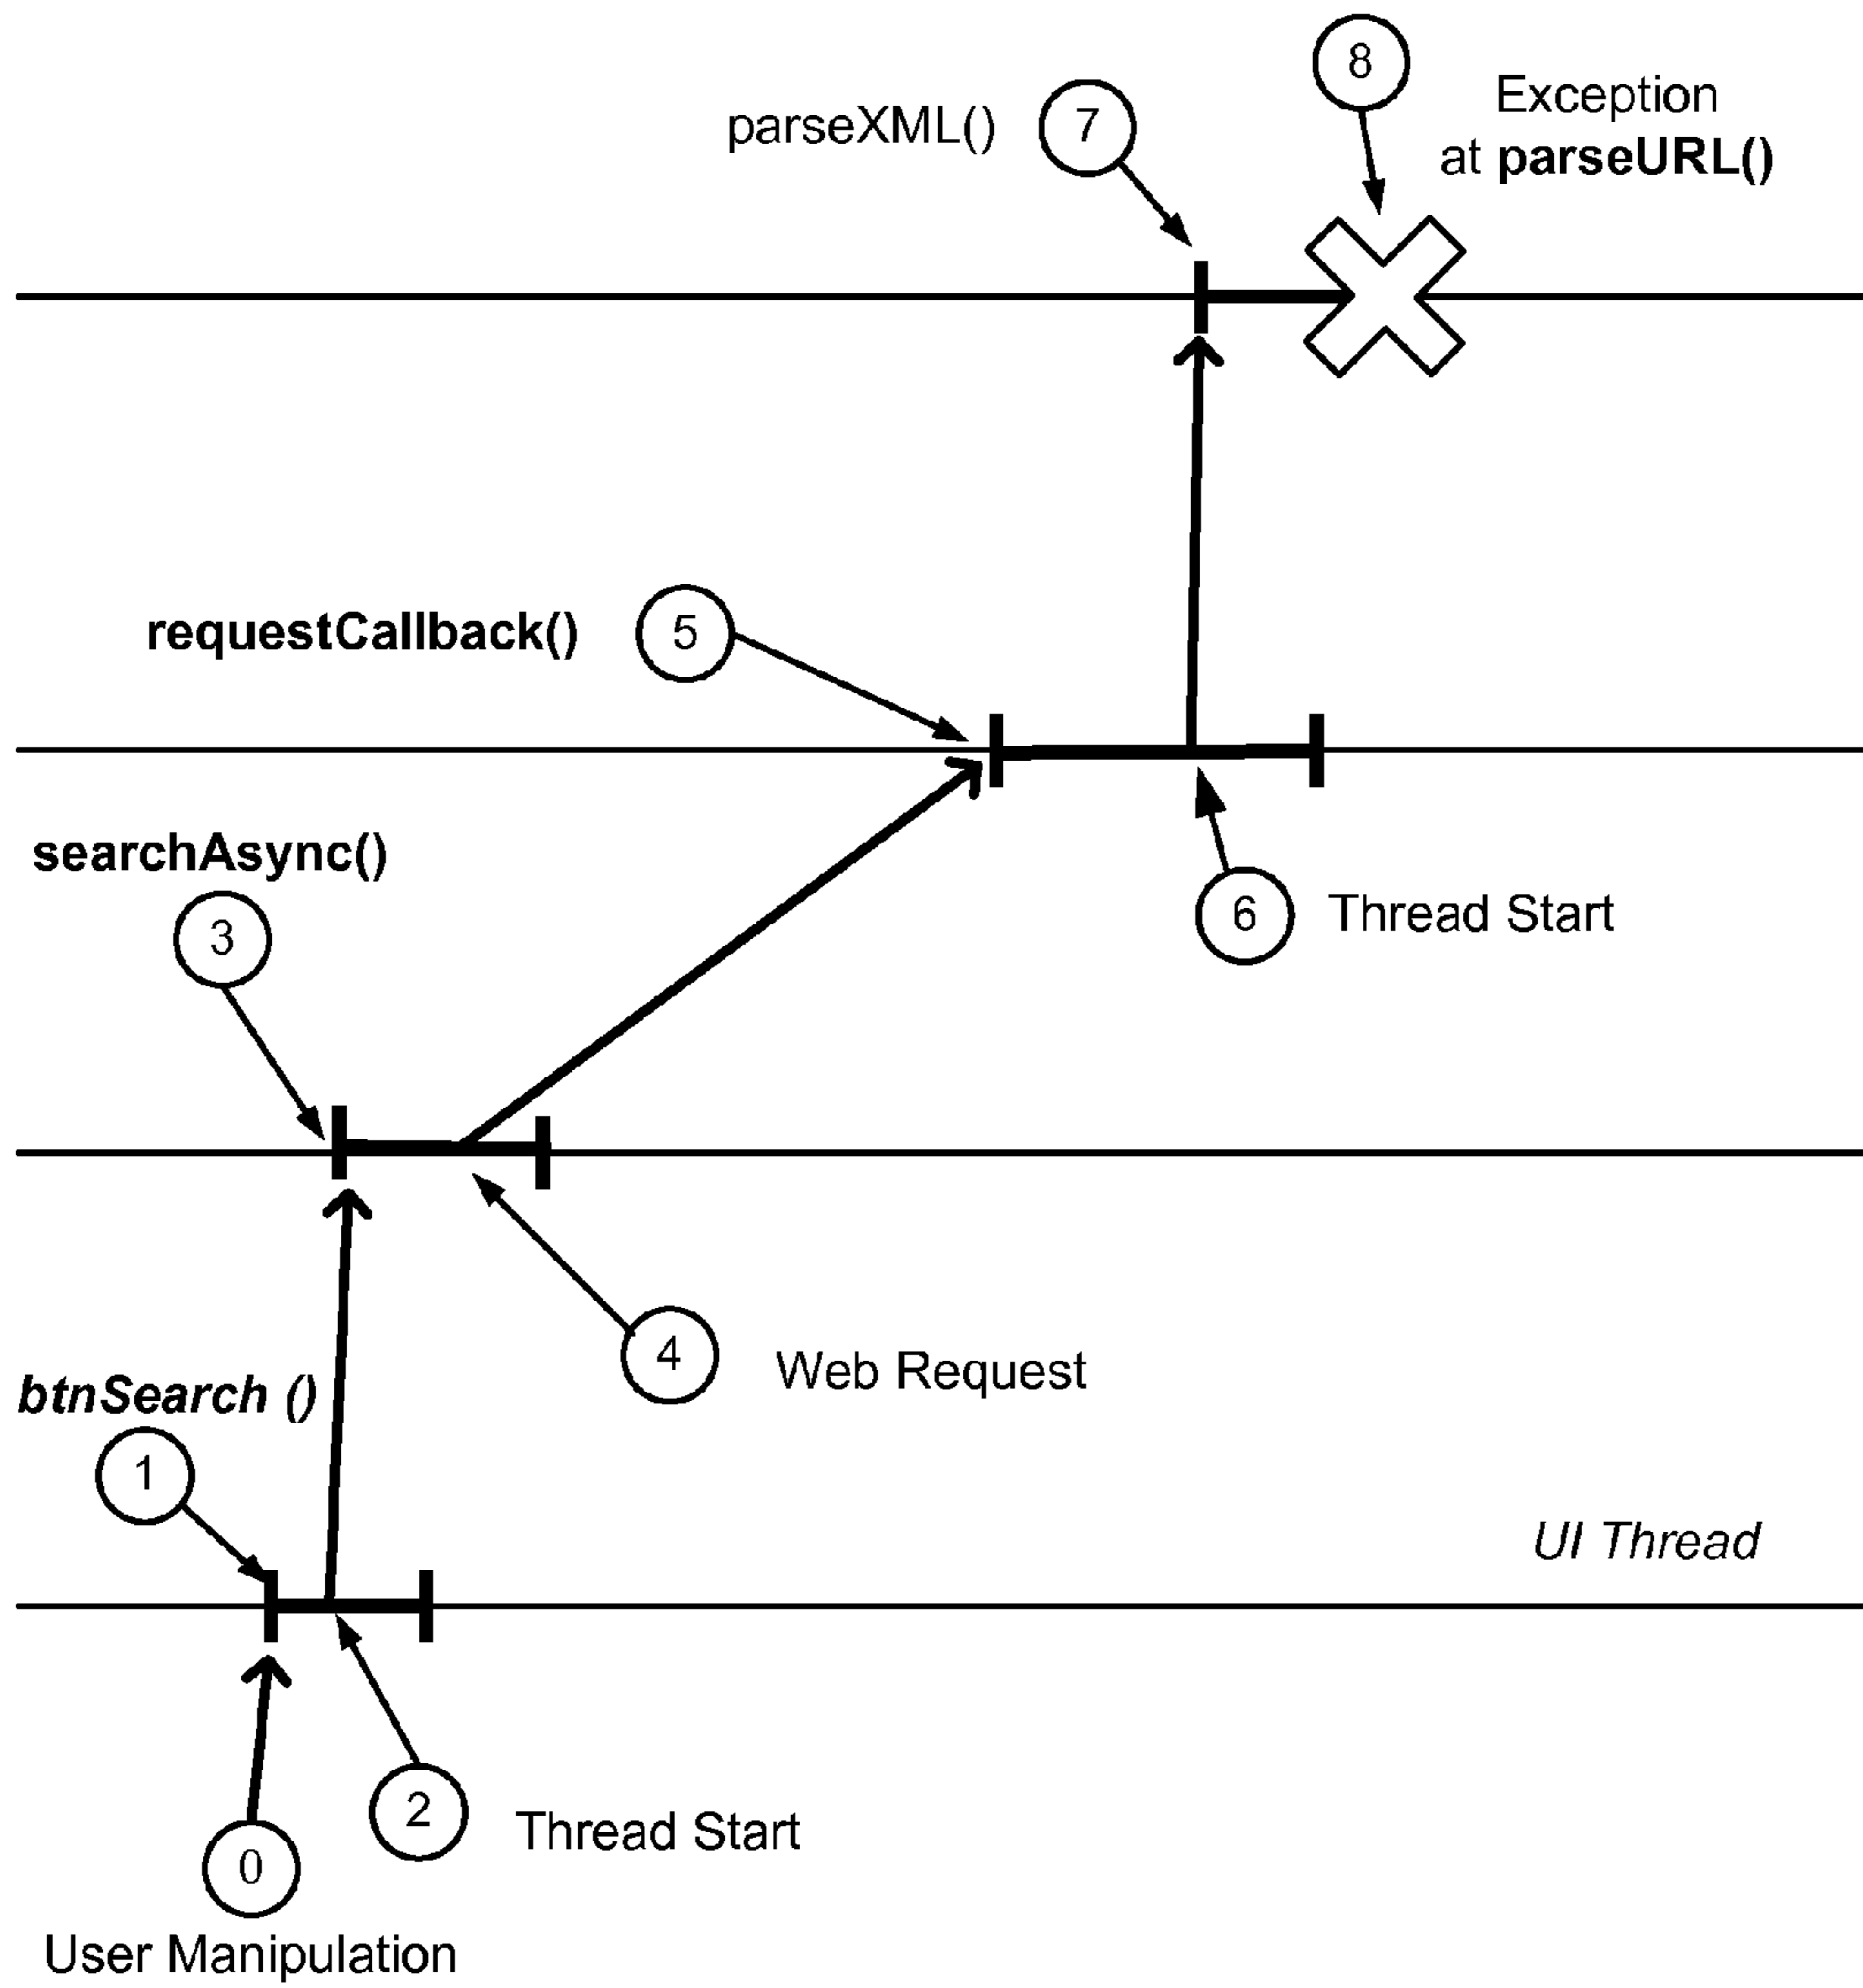 8
Exception
at parseURL()
parseXML()
7
requestCallback()
5
searchAsync()
3
6
Thread Start
4
Web Request
btnSearch ()
1
UI Thread
2
Thread Start
0
User Manipulation